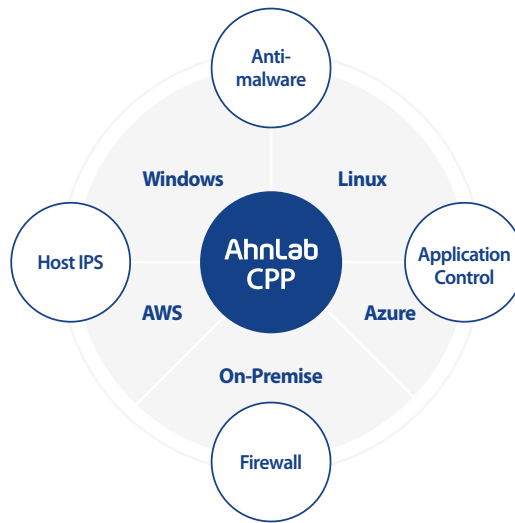 Anti-
malware
Windows
Linux
AhnLab
CPP
Host IPS
Application
Control
AWS
Azure
On-Premise
Firewall